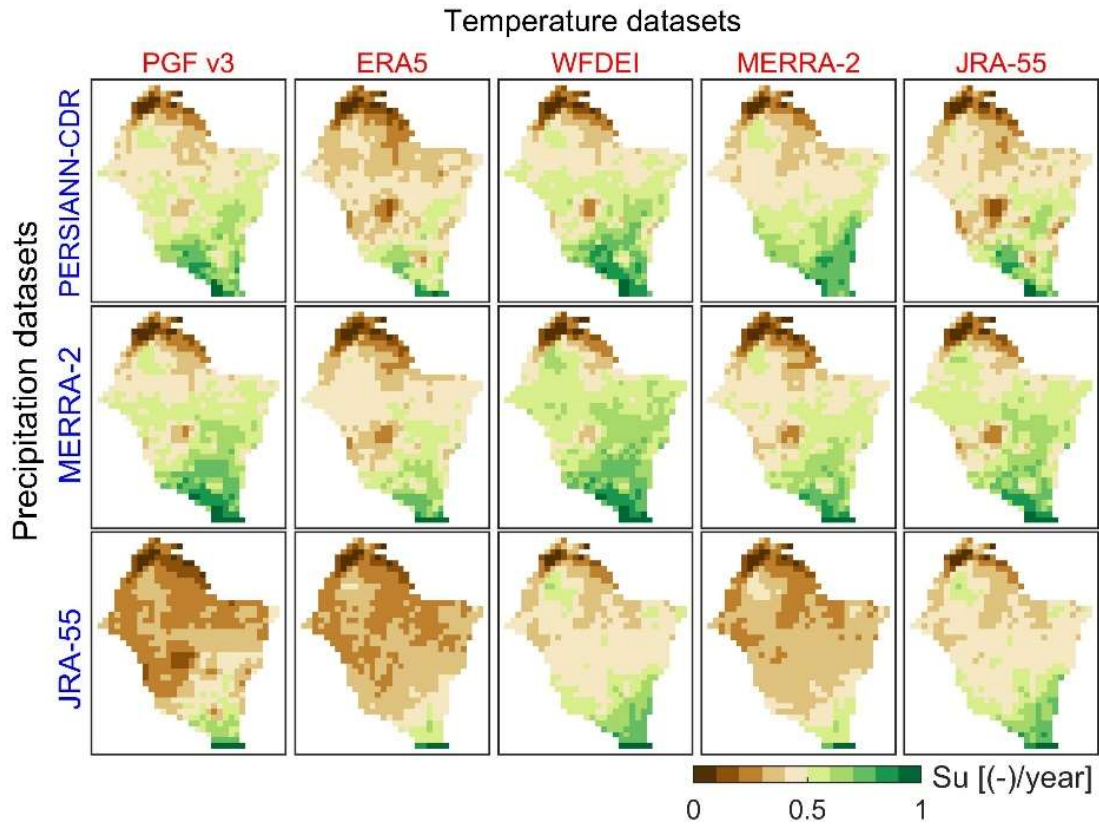 Temperature datasets
PGF v3 ERA5 WFDEI MERRA-2 JRA-55
Precipitation datasets
PERSIANN-CDR
MERRA-2
JRA-55
Su [(-)/year]
0 0.5 1